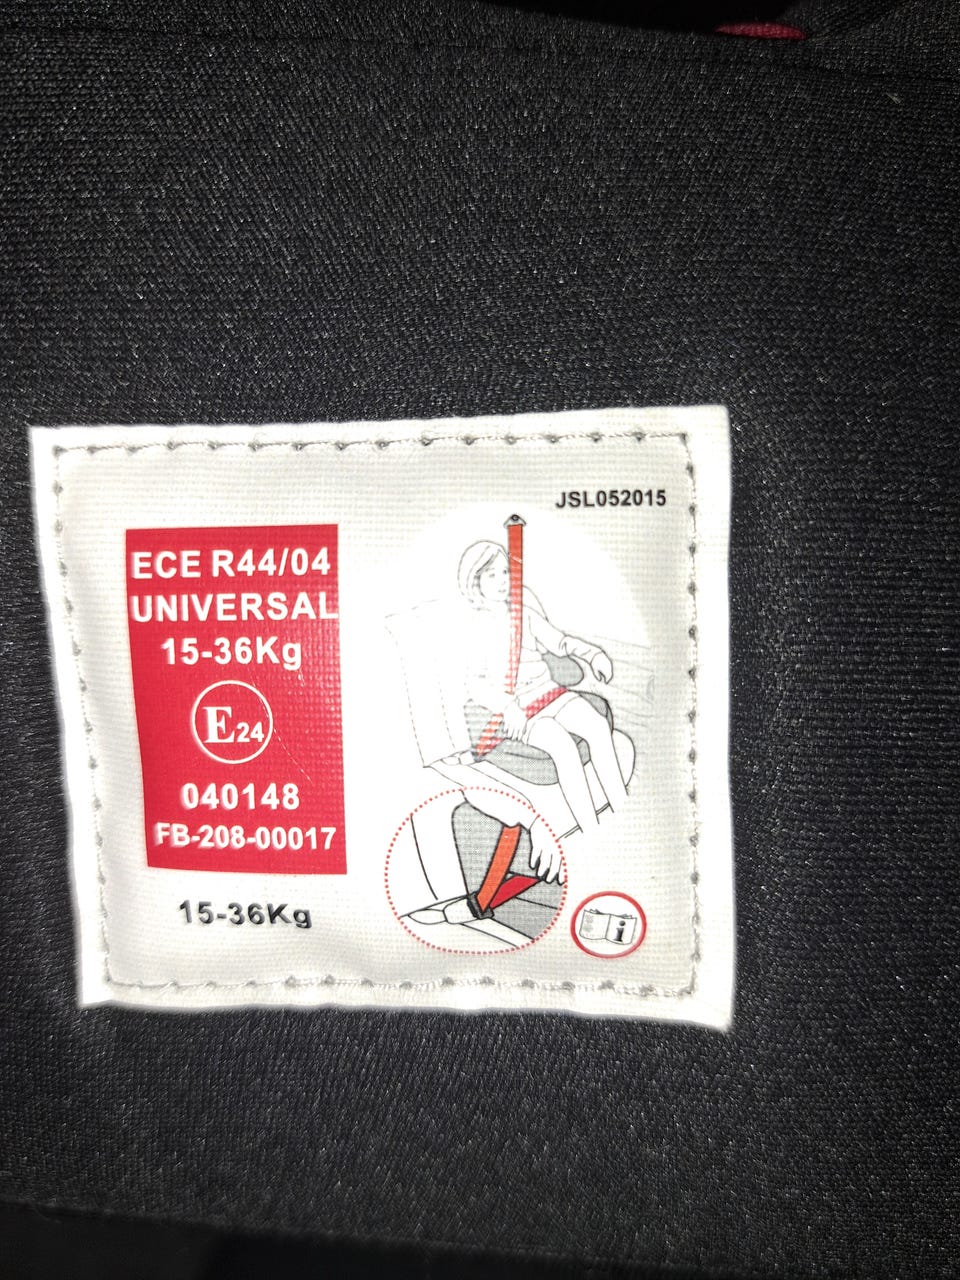 JSL052015
ECE R44/04
UNIVERSAL
15-36Kg
E24
040148
FB-208-00017
15-36Kg
i